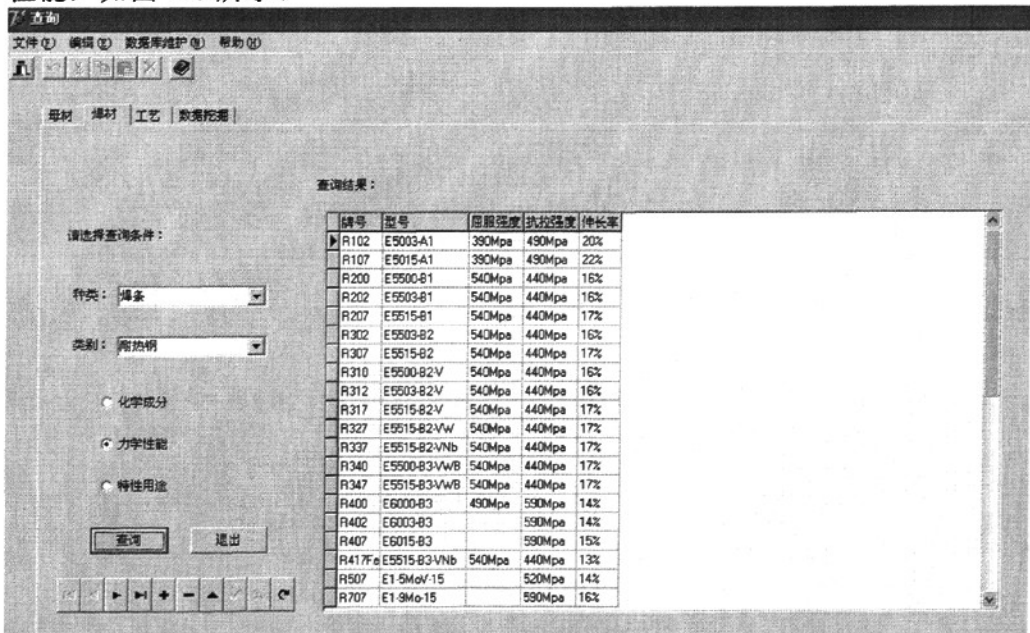 查询
文件(F) 编辑(E) 数据库维护(W) 帮助(H)
母材 焊材 工艺 数据挖掘
查询结果：
请选择查询条件：
种类： 焊条
类别： 耐热钢
化学成分
力学性能
特性用途
查询 退出
牌号 型号 屈服强度 抗拉强度 伸长率
R102 E5003-A1 390Mpa 490Mpa 20%
R107 E5015-A1 390Mpa 490Mpa 22%
R200 E5500-B1 540Mpa 440Mpa 16%
R202 E5503-B1 540Mpa 440Mpa 16%
R207 E5515-B1 540Mpa 440Mpa 17%
R302 E5503-B2 540Mpa 440Mpa 16%
R307 E5515-B2 540Mpa 440Mpa 17%
R310 E5500-B2-V 540Mpa 440Mpa 16%
R312 E5503-B2-V 540Mpa 440Mpa 16%
R317 E5515-B2-V 540Mpa 440Mpa 17%
R327 E5515-B2-VW 540Mpa 440Mpa 17%
R337 E5515-B2-VNb 540Mpa 440Mpa 17%
R340 E5500-B3-VWB 540Mpa 440Mpa 17%
R347 E5515-B3-VWB 540Mpa 440Mpa 17%
R400 E6000-B3 490Mpa 590Mpa 14%
R402 E6003-B3 590Mpa 14%
R407 E6015-B3 590Mpa 15%
R417Fe E5515-B3-VNb 540Mpa 440Mpa 13%
R507 E1-5MoV-15 520Mpa 14%
R707 E1-9Mo-15 590Mpa 16%